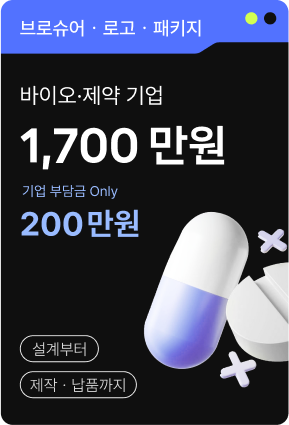 브로슈어 · 로고 · 패키지
바이오·제약 기업
1,700 만원
기업 부담금 Only
200만원
설계부터
제작 · 납품까지